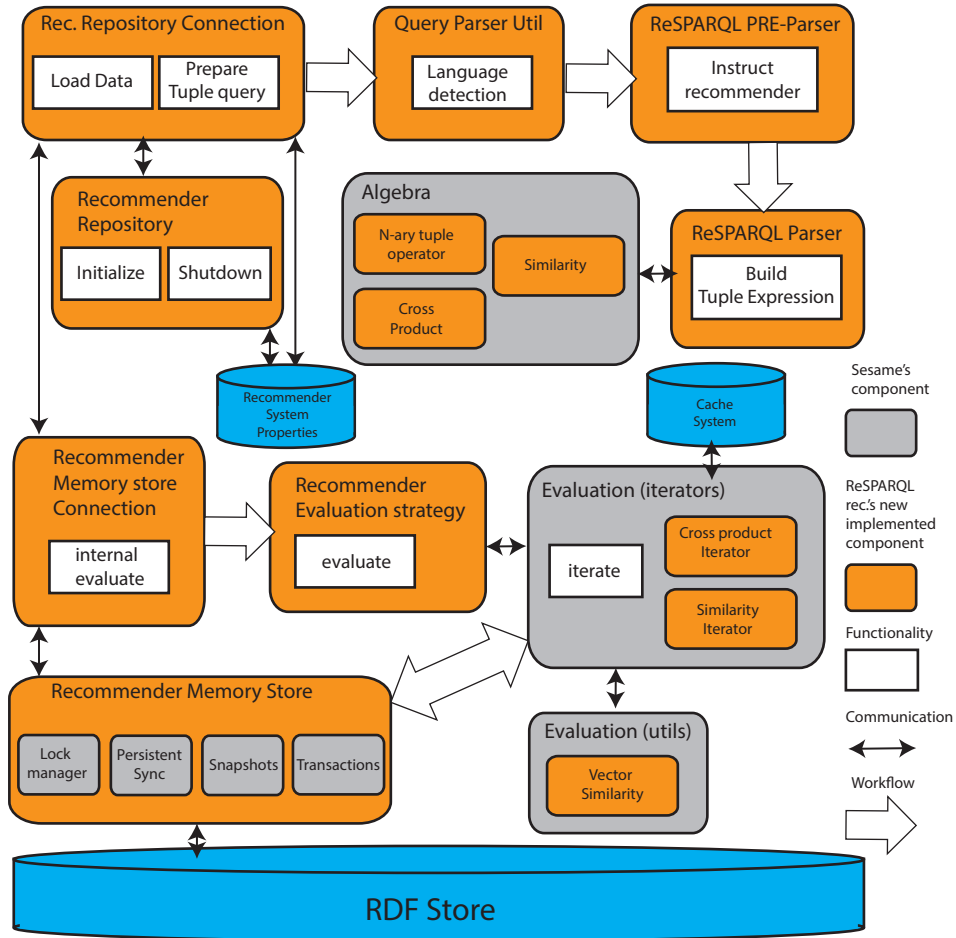 Rec. Repository Connection
Load Data
Prepare
Tuple query
Query Parser Util
Language
detection
ReSPARQL PRE-Parser
Instruct
recommender
Recommender
Repository
Initialize
Shutdown
Algebra
N-ary tuple
operator
Similarity
Cross
Product
ReSPARQL Parser
Build
Tuple Expression
Recommender
System
Properties
Cache
System
Sesame's
component
ReSPARQL
rec.'s new
implemented
component
Functionality
Communication
Workflow
Recommender
Memory store
Connection
internal
evaluate
Recommender
Evaluation strategy
evaluate
Evaluation (iterators)
iterate
Cross product
Iterator
Similarity
Iterator
Recommender Memory Store
Lock
manager
Persistent
Sync
Snapshots
Transactions
Evaluation (utils)
Vector
Similarity
RDF Store